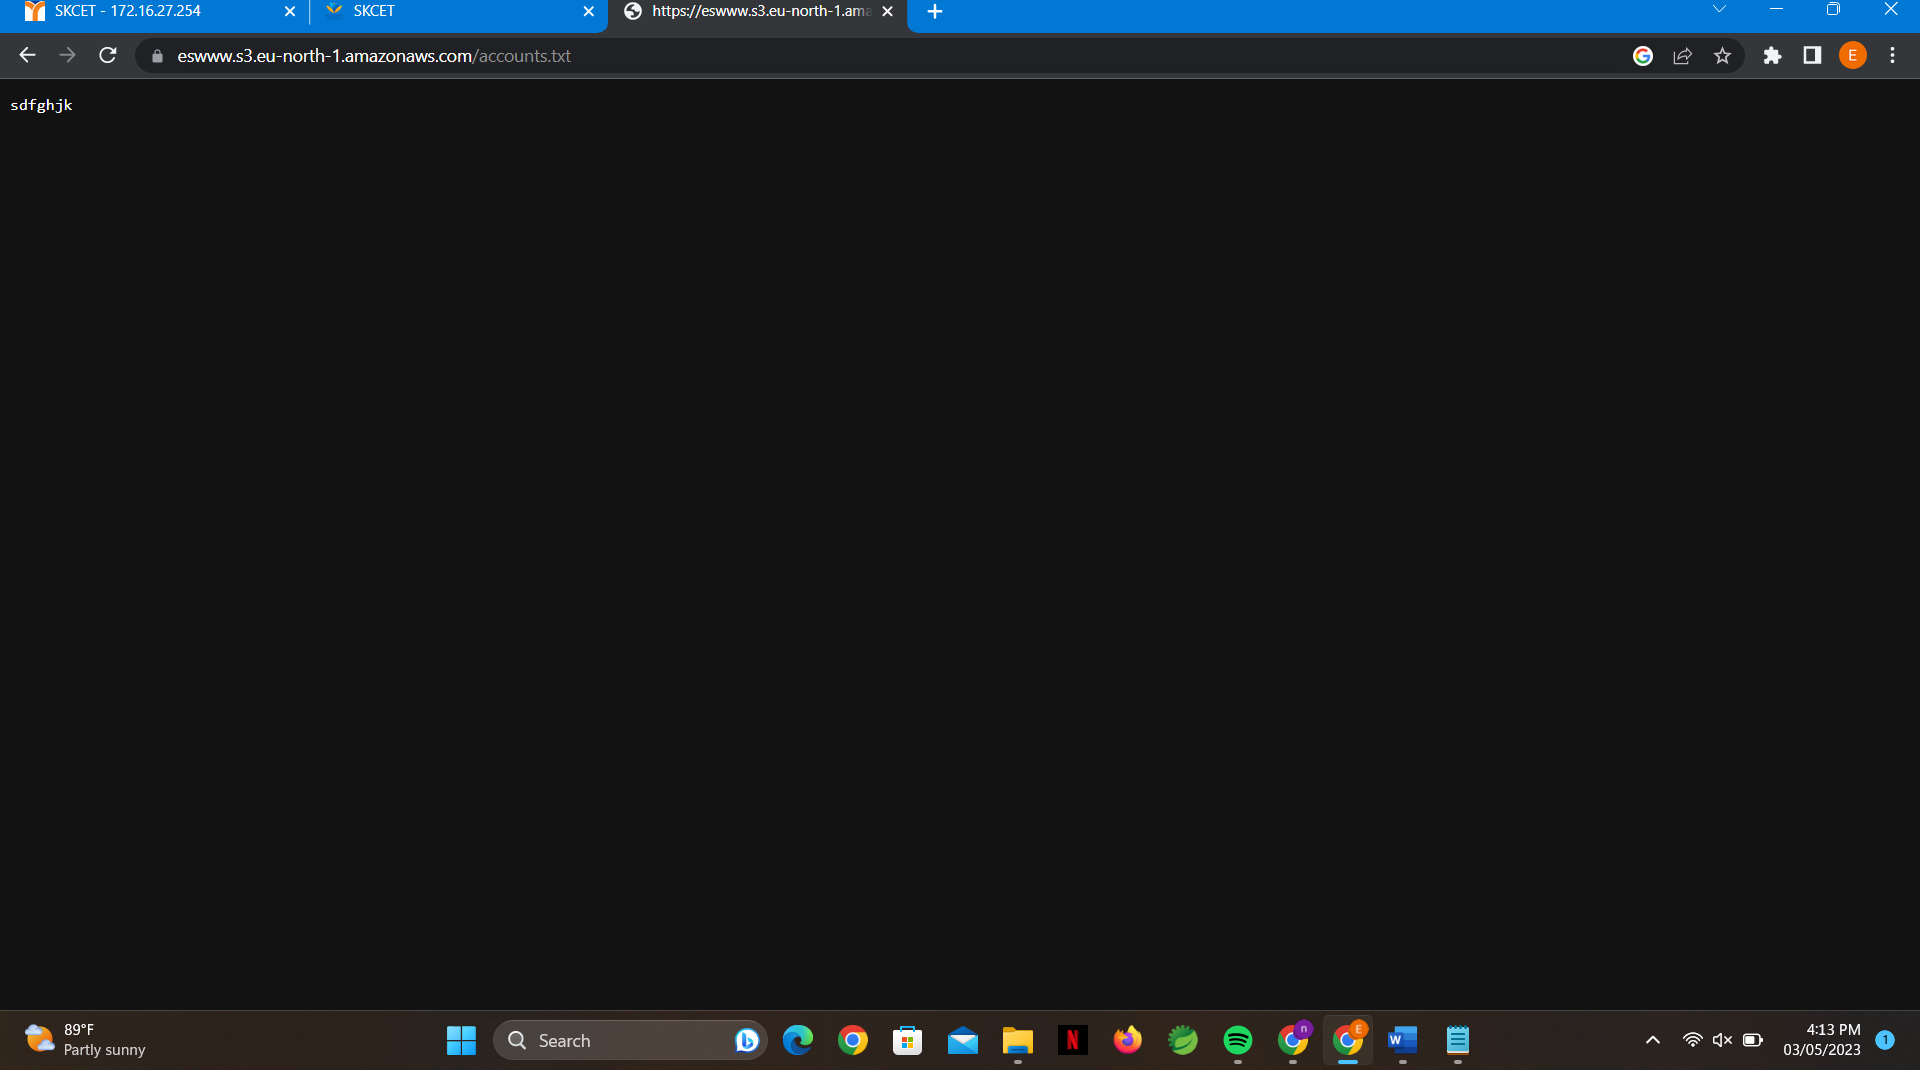 SKCET - 172.16.27.254
SKCET
https://eswww.s3.eu-north-1.ama
eswww.s3.eu-north-1.amazonaws.com/accounts.txt
E
sdfghjk
89°F
Partly sunny
Search
n
E
4:13 PM
03/05/2023
1